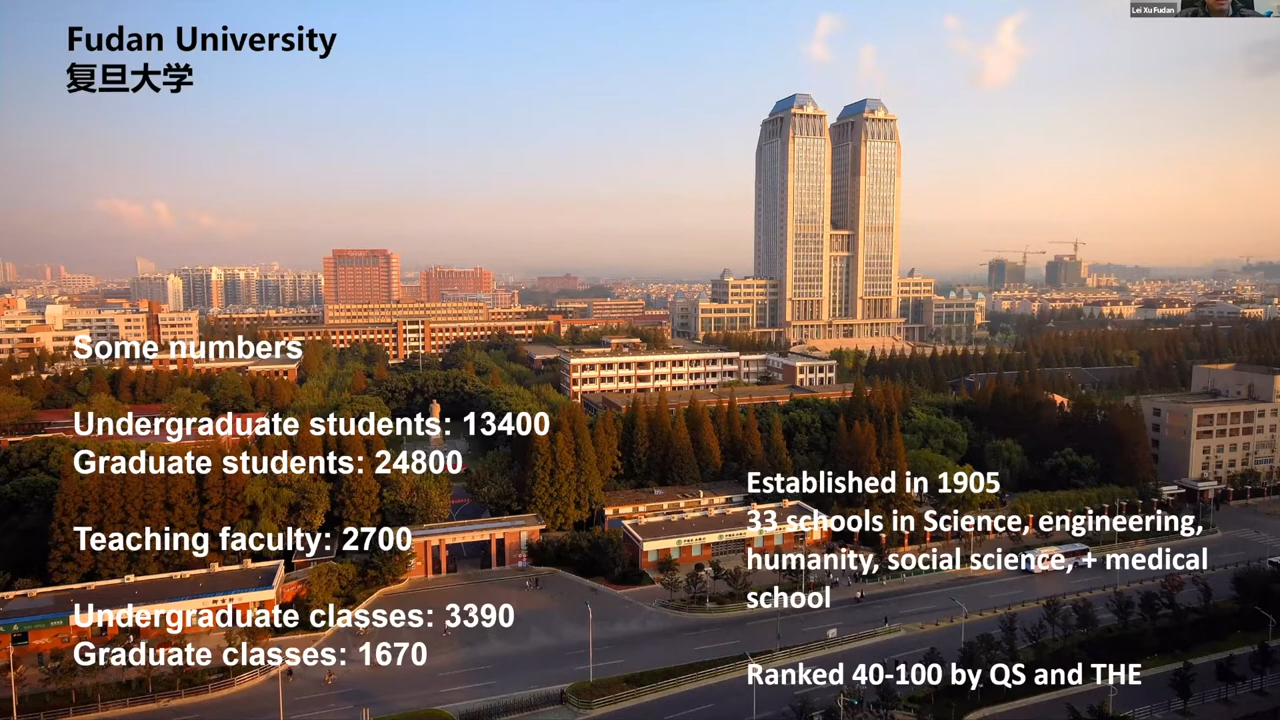 Lei Xu Fudan
Fudan University
复旦大学
Some numbers
Undergraduate students: 13400
Graduate students: 24800
Teaching faculty: 2700
Undergraduate classes: 3390
Graduate classes: 1670
Established in 1905
33 schools in Science, engineering,
humanity, social science, + medical
school
Ranked 40-100 by QS and THE